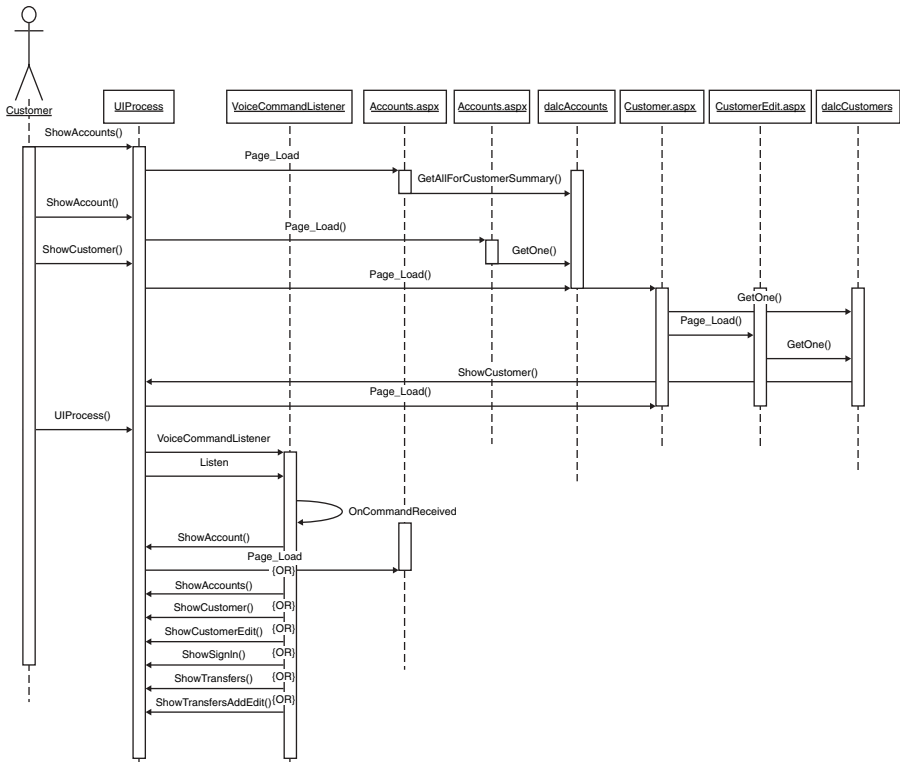 Customer
UIProcess
VoiceCommandListener
Accounts.aspx
Accounts.aspx
dalcAccounts
Customer.aspx
CustomerEdit.aspx
dalcCustomers
ShowAccounts()
Page_Load
GetAllForCustomerSummary()
ShowAccount()
Page_Load()
ShowCustomer()
GetOne()
Page_Load()
GetOne()
Page_Load()
GetOne()
ShowCustomer()
Page_Load()
UIProcess()
VoiceCommandListener
Listen
OnCommandReceived
ShowAccount()
Page_Load
{OR}
ShowAccounts()
{OR}
ShowCustomer()
{OR}
ShowCustomerEdit()
{OR}
ShowSignIn()
{OR}
ShowTransfers()
{OR}
ShowTransfersAddEdit()